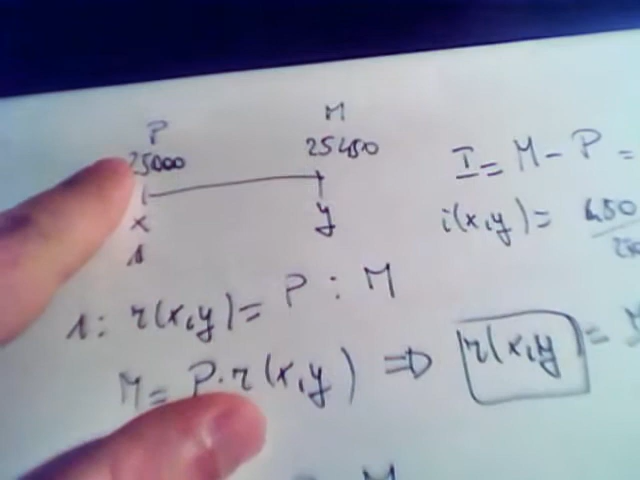 P M
25000 25450
x y
1
I = M - P =
i(x,y) = 450
1: r(x,y) = P : M
M = P · r(x,y) ⇒ r(x,y =
M